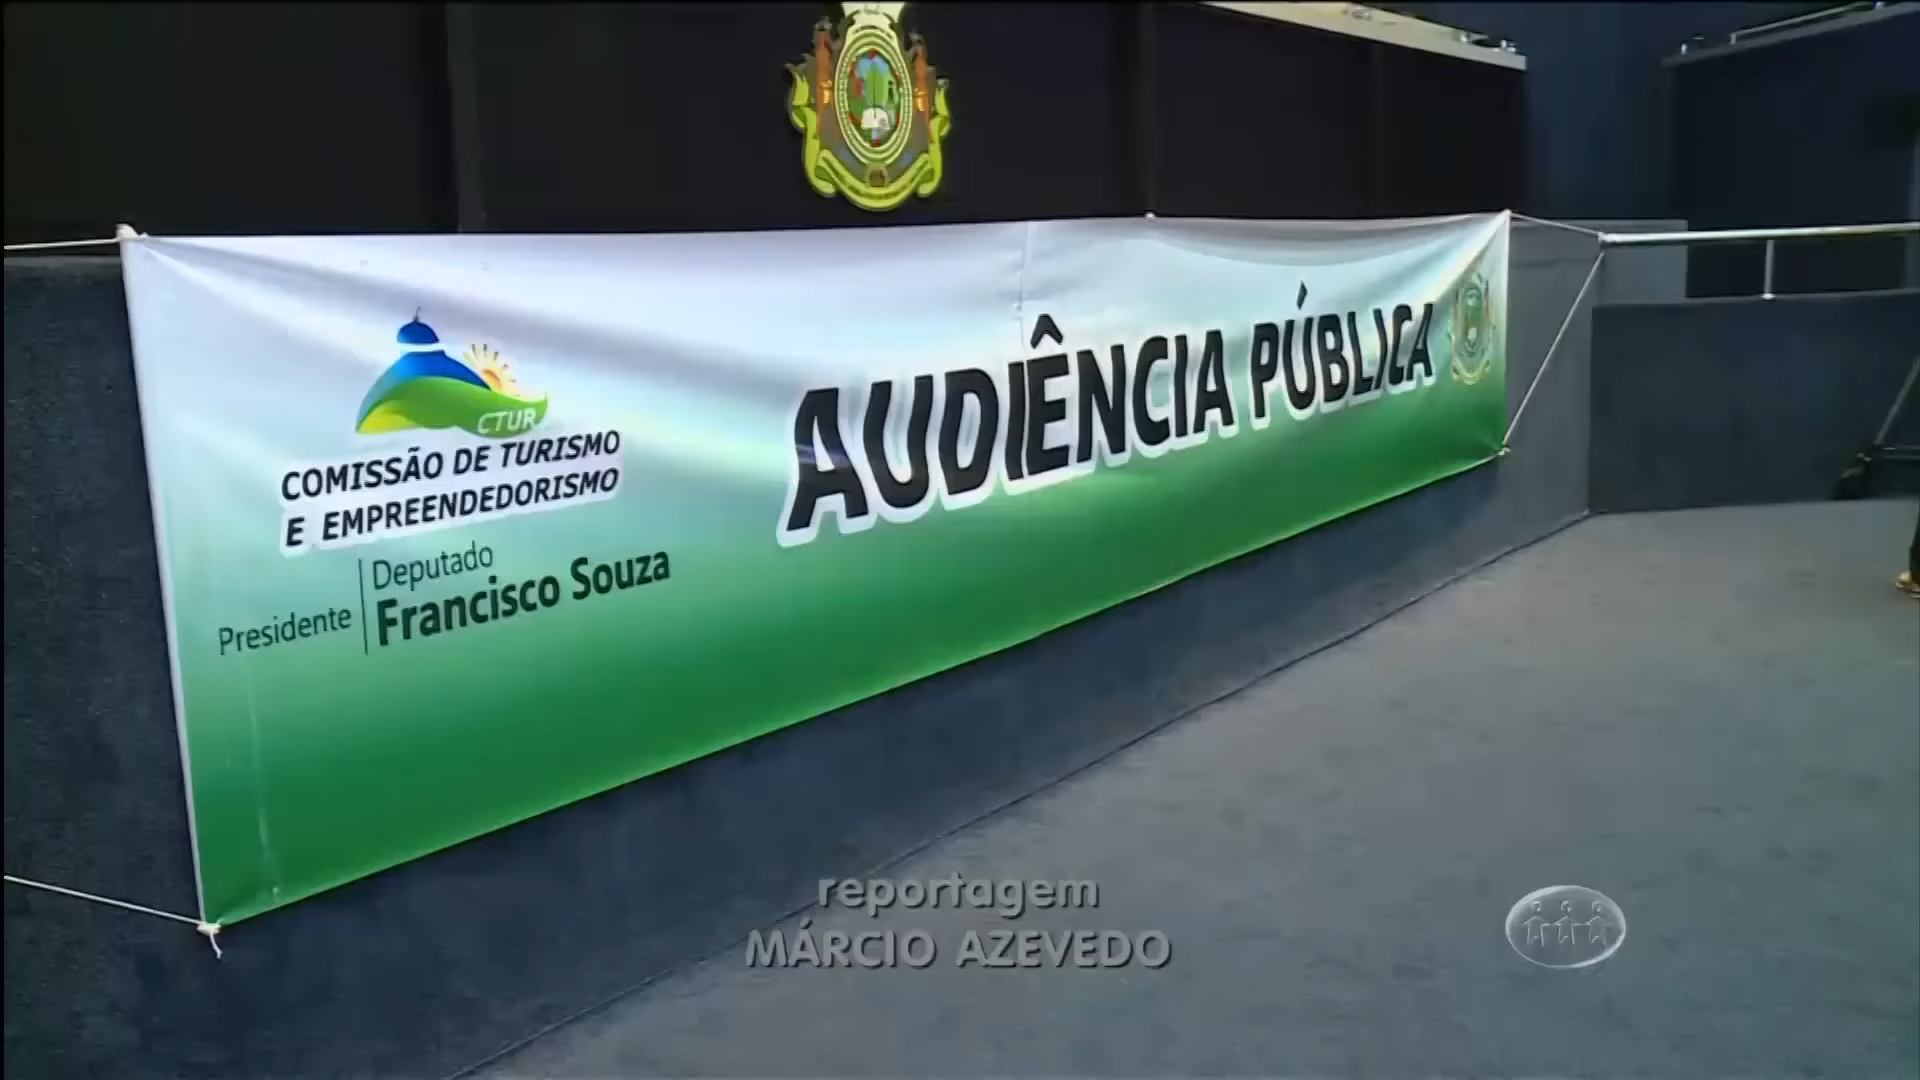 CTUR
COMISSÃO DE TURISMO
E EMPREENDEDORISMO
Presidente
Deputado
Francisco Souza
AUDIÊNCIA PÚBLICA
reportagem
MÁRCIO AZEVEDO